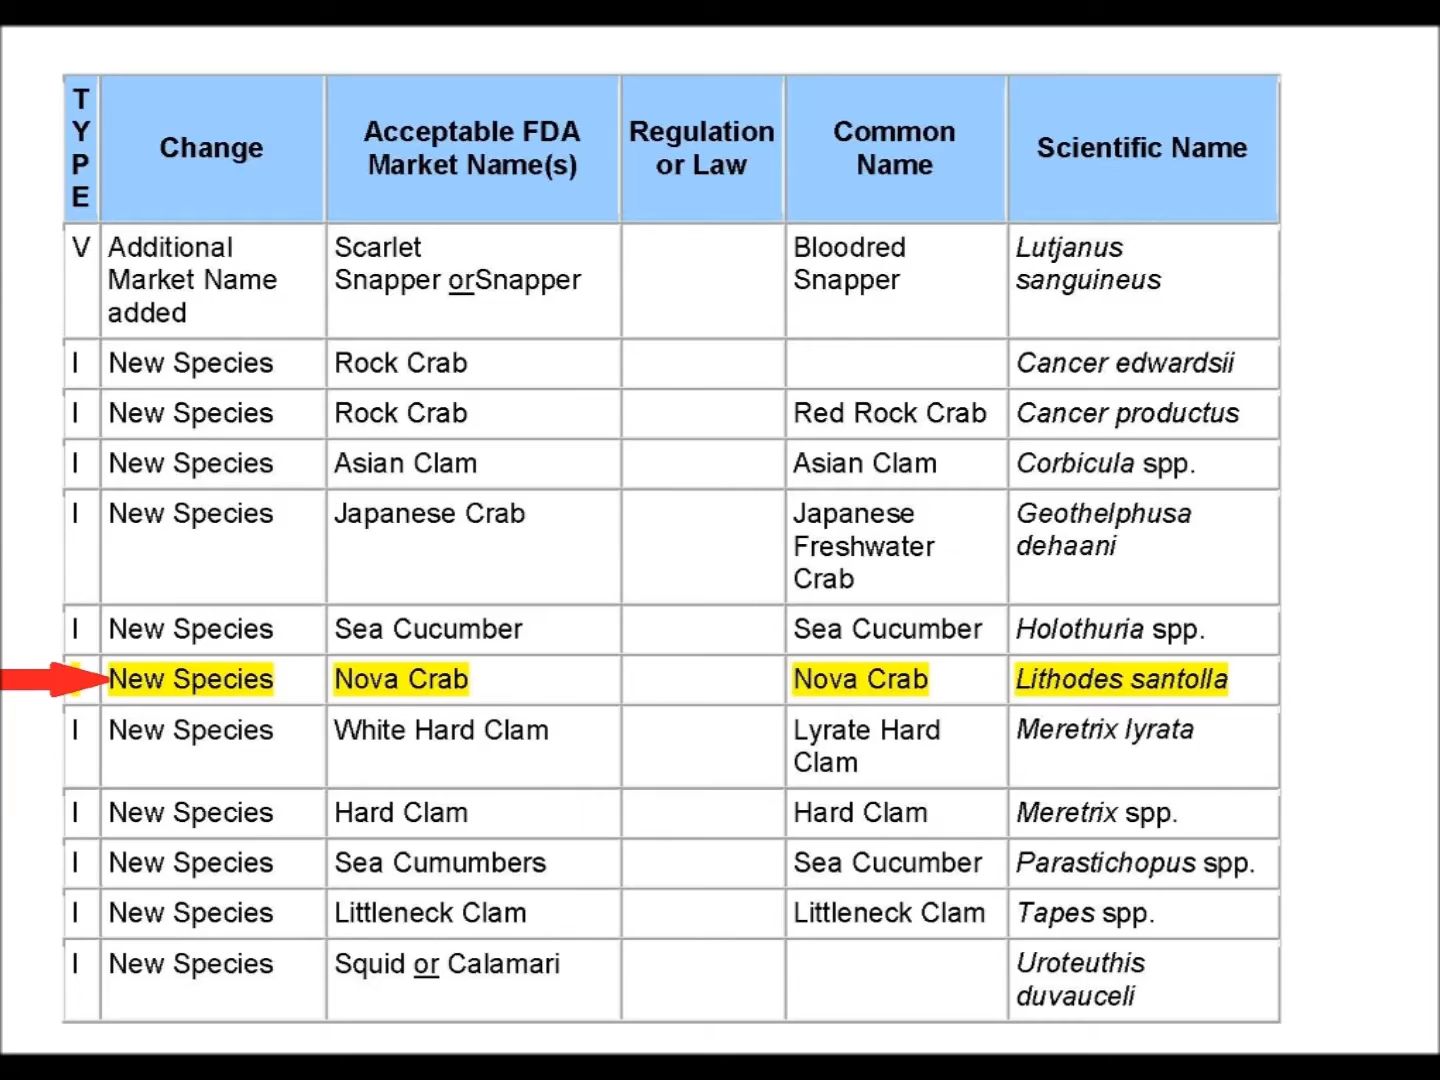 TYPE
Change
Acceptable FDA
Market Name(s)
Regulation
or Law
Common
Name
Scientific Name
V
Additional
Market Name
added
Scarlet
Snapper orSnapper
Bloodred
Snapper
Lutjanus
sanguineus
I New Species Rock Crab Cancer edwardsii
I New Species Rock Crab Red Rock Crab Cancer productus
I New Species Asian Clam Asian Clam Corbicula spp.
I New Species Japanese Crab
Japanese
Freshwater
Crab
Geothelphusa
dehaani
I New Species Sea Cucumber Sea Cucumber Holothuria spp.
New Species Nova Crab Nova Crab Lithodes santolla
I New Species White Hard Clam
Lyrate Hard
Clam
Meretrix lyrata
I New Species Hard Clam Hard Clam Meretrix spp.
I New Species Sea Cumumbers Sea Cucumber Parastichopus spp.
I New Species Littleneck Clam Littleneck Clam Tapes spp.
I New Species Squid or Calamari
Uroteuthis
duvauceli